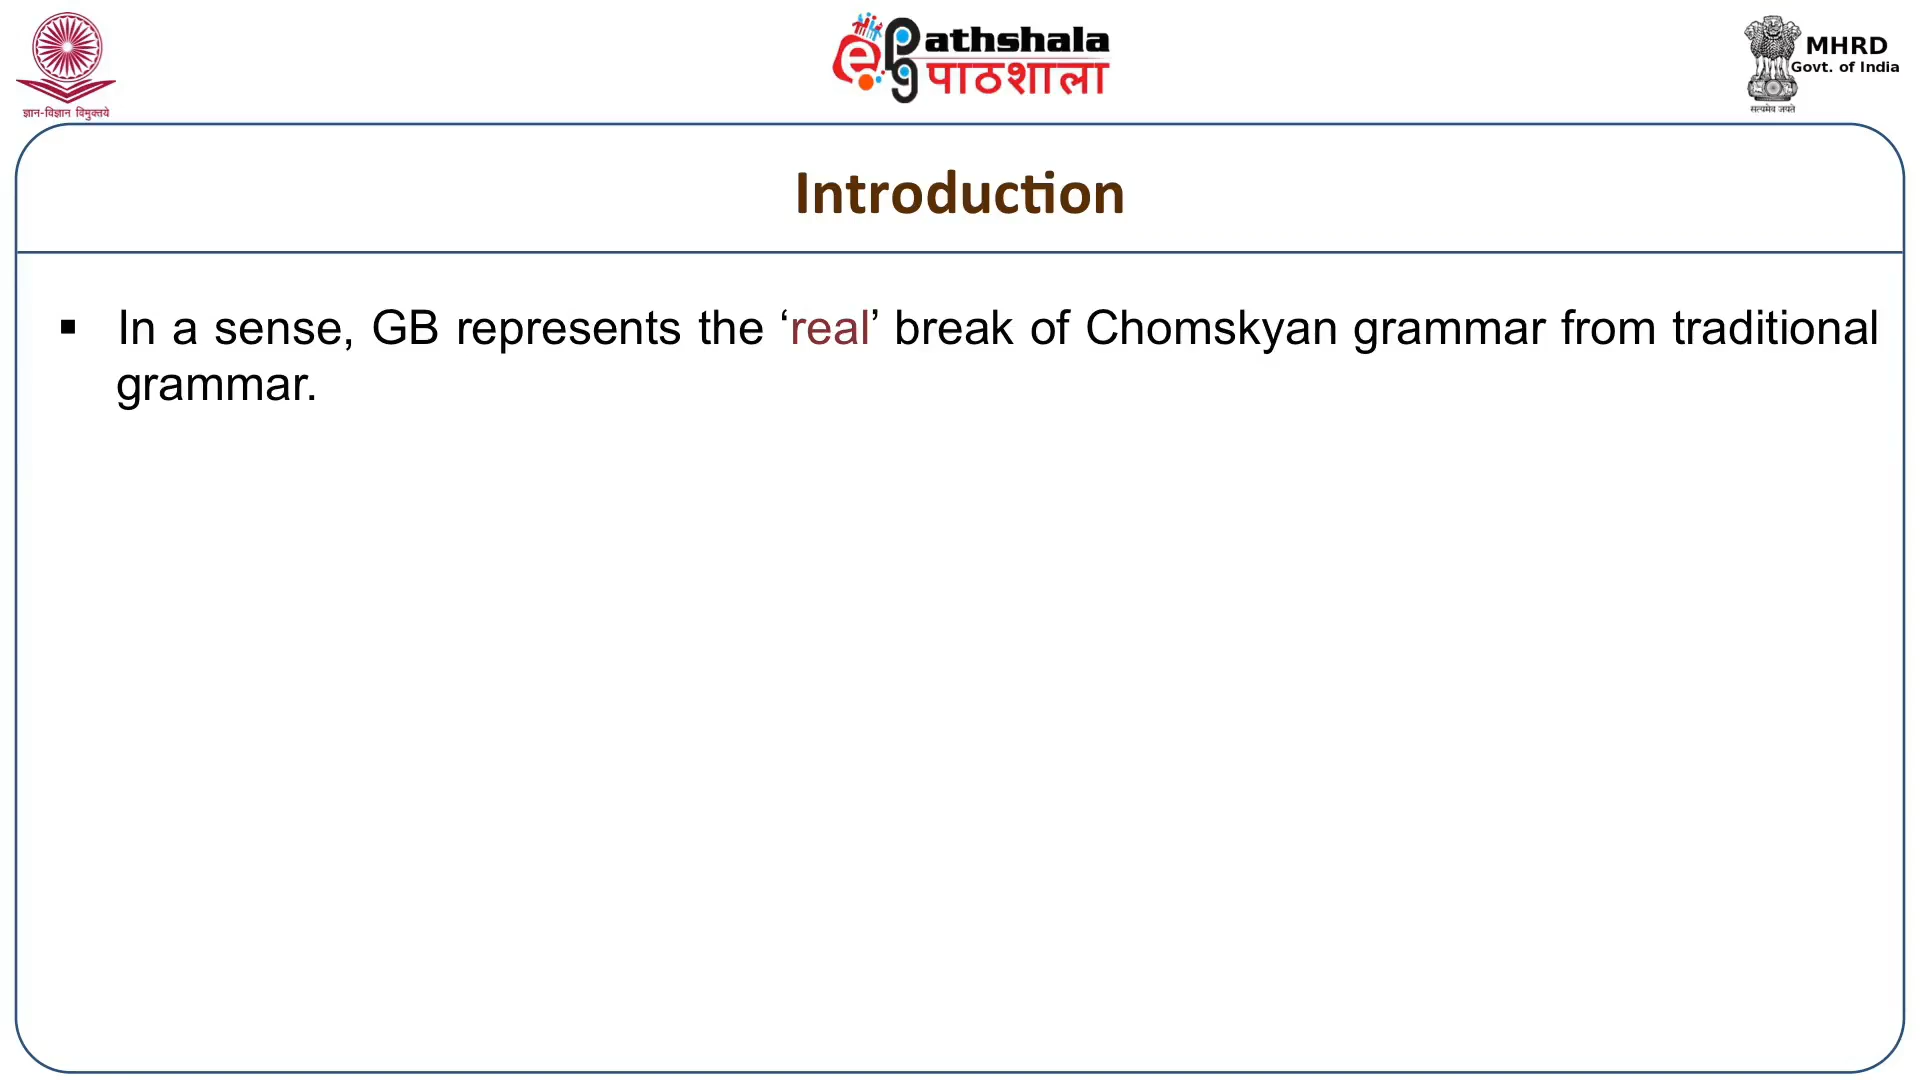 ज्ञान-विज्ञान विमुक्तये
ePathshala
पाठशाला
MHRD
Govt. of India
सत्यमेव जयते
Introduction
▪ In a sense, GB represents the ‘real’ break of Chomskyan grammar from traditional
grammar.